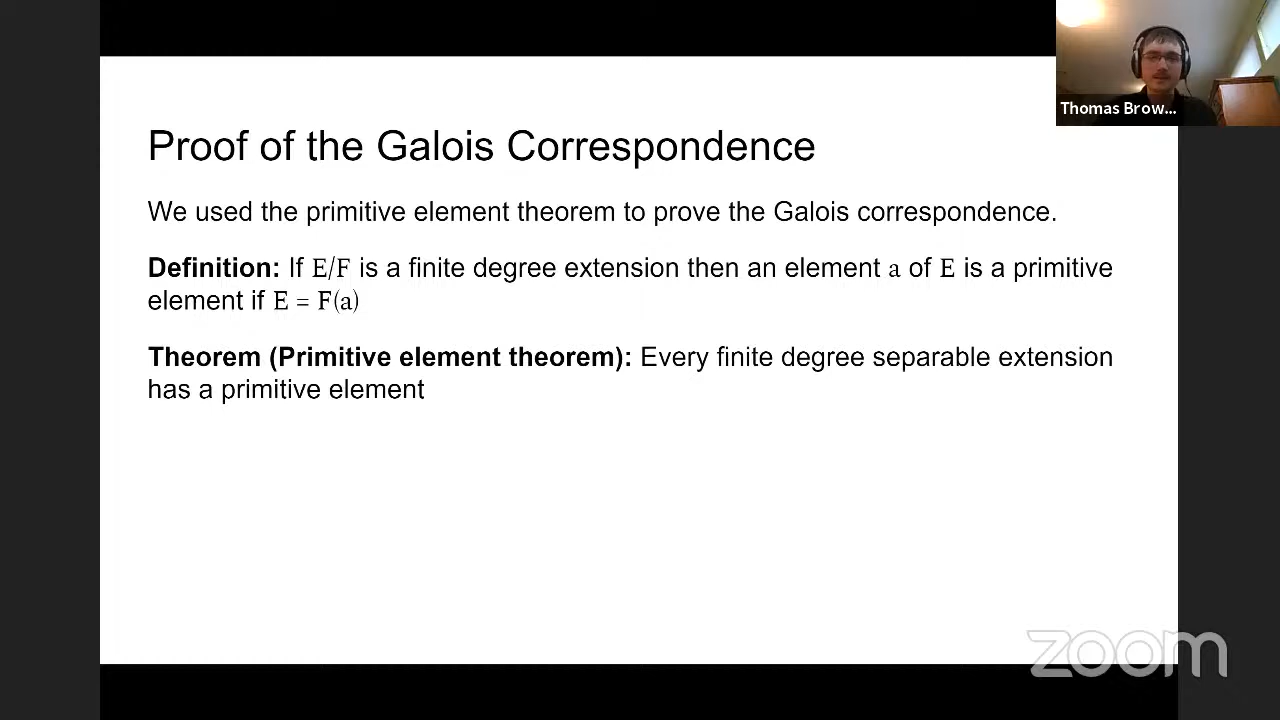 Thomas Brow...
Proof of the Galois Correspondence
We used the primitive element theorem to prove the Galois correspondence.
Definition: If E/F is a finite degree extension then an element a of E is a primitive
element if E = F(a)
Theorem (Primitive element theorem): Every finite degree separable extension
has a primitive element
zoom